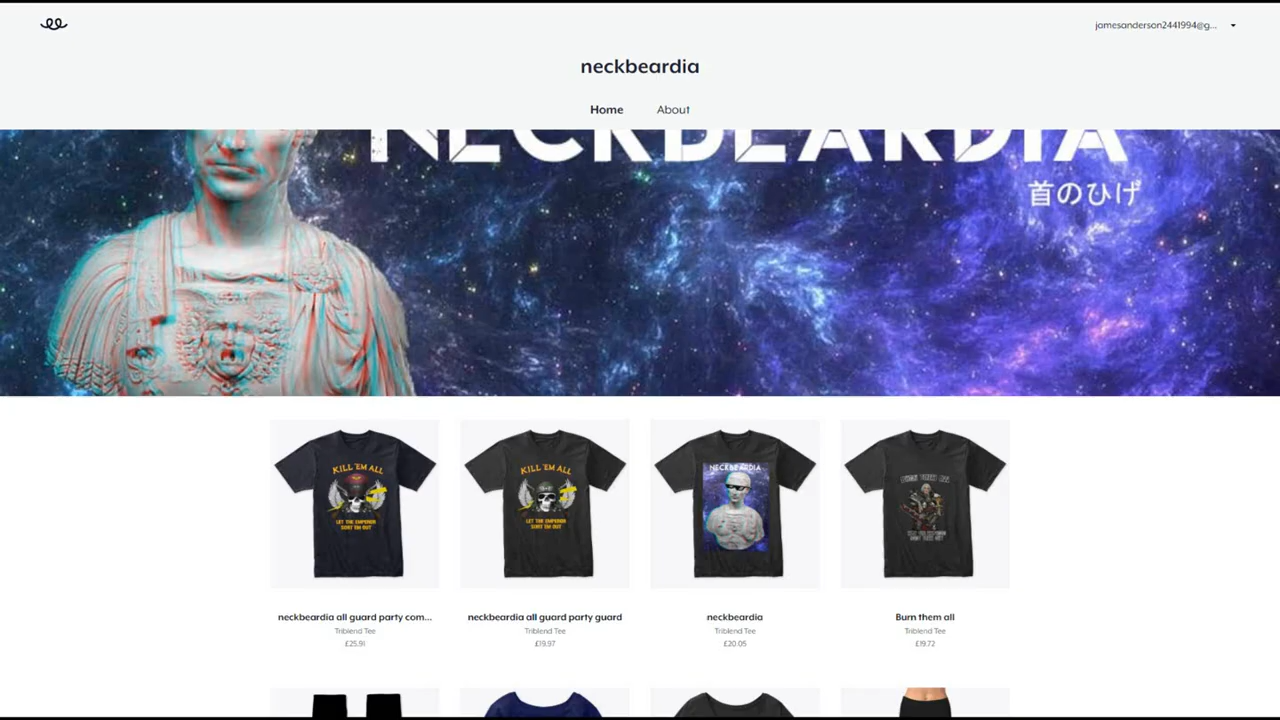 jamesanderson2441994@g...
neckbeardia
Home
About
NECKBEARDIA
首のひげ
KILL 'EM ALL
LET THE EMPEROR
SORT 'EM OUT
KILL 'EM ALL
LET THE EMPEROR
SORT 'EM OUT
NECKBEARDIA
neckbeardia all guard party com...
Triblend Tee
£25.91
neckbeardia all guard party guard
Triblend Tee
£19.97
neckbeardia
Triblend Tee
£20.05
Burn them all
Triblend Tee
£19.72